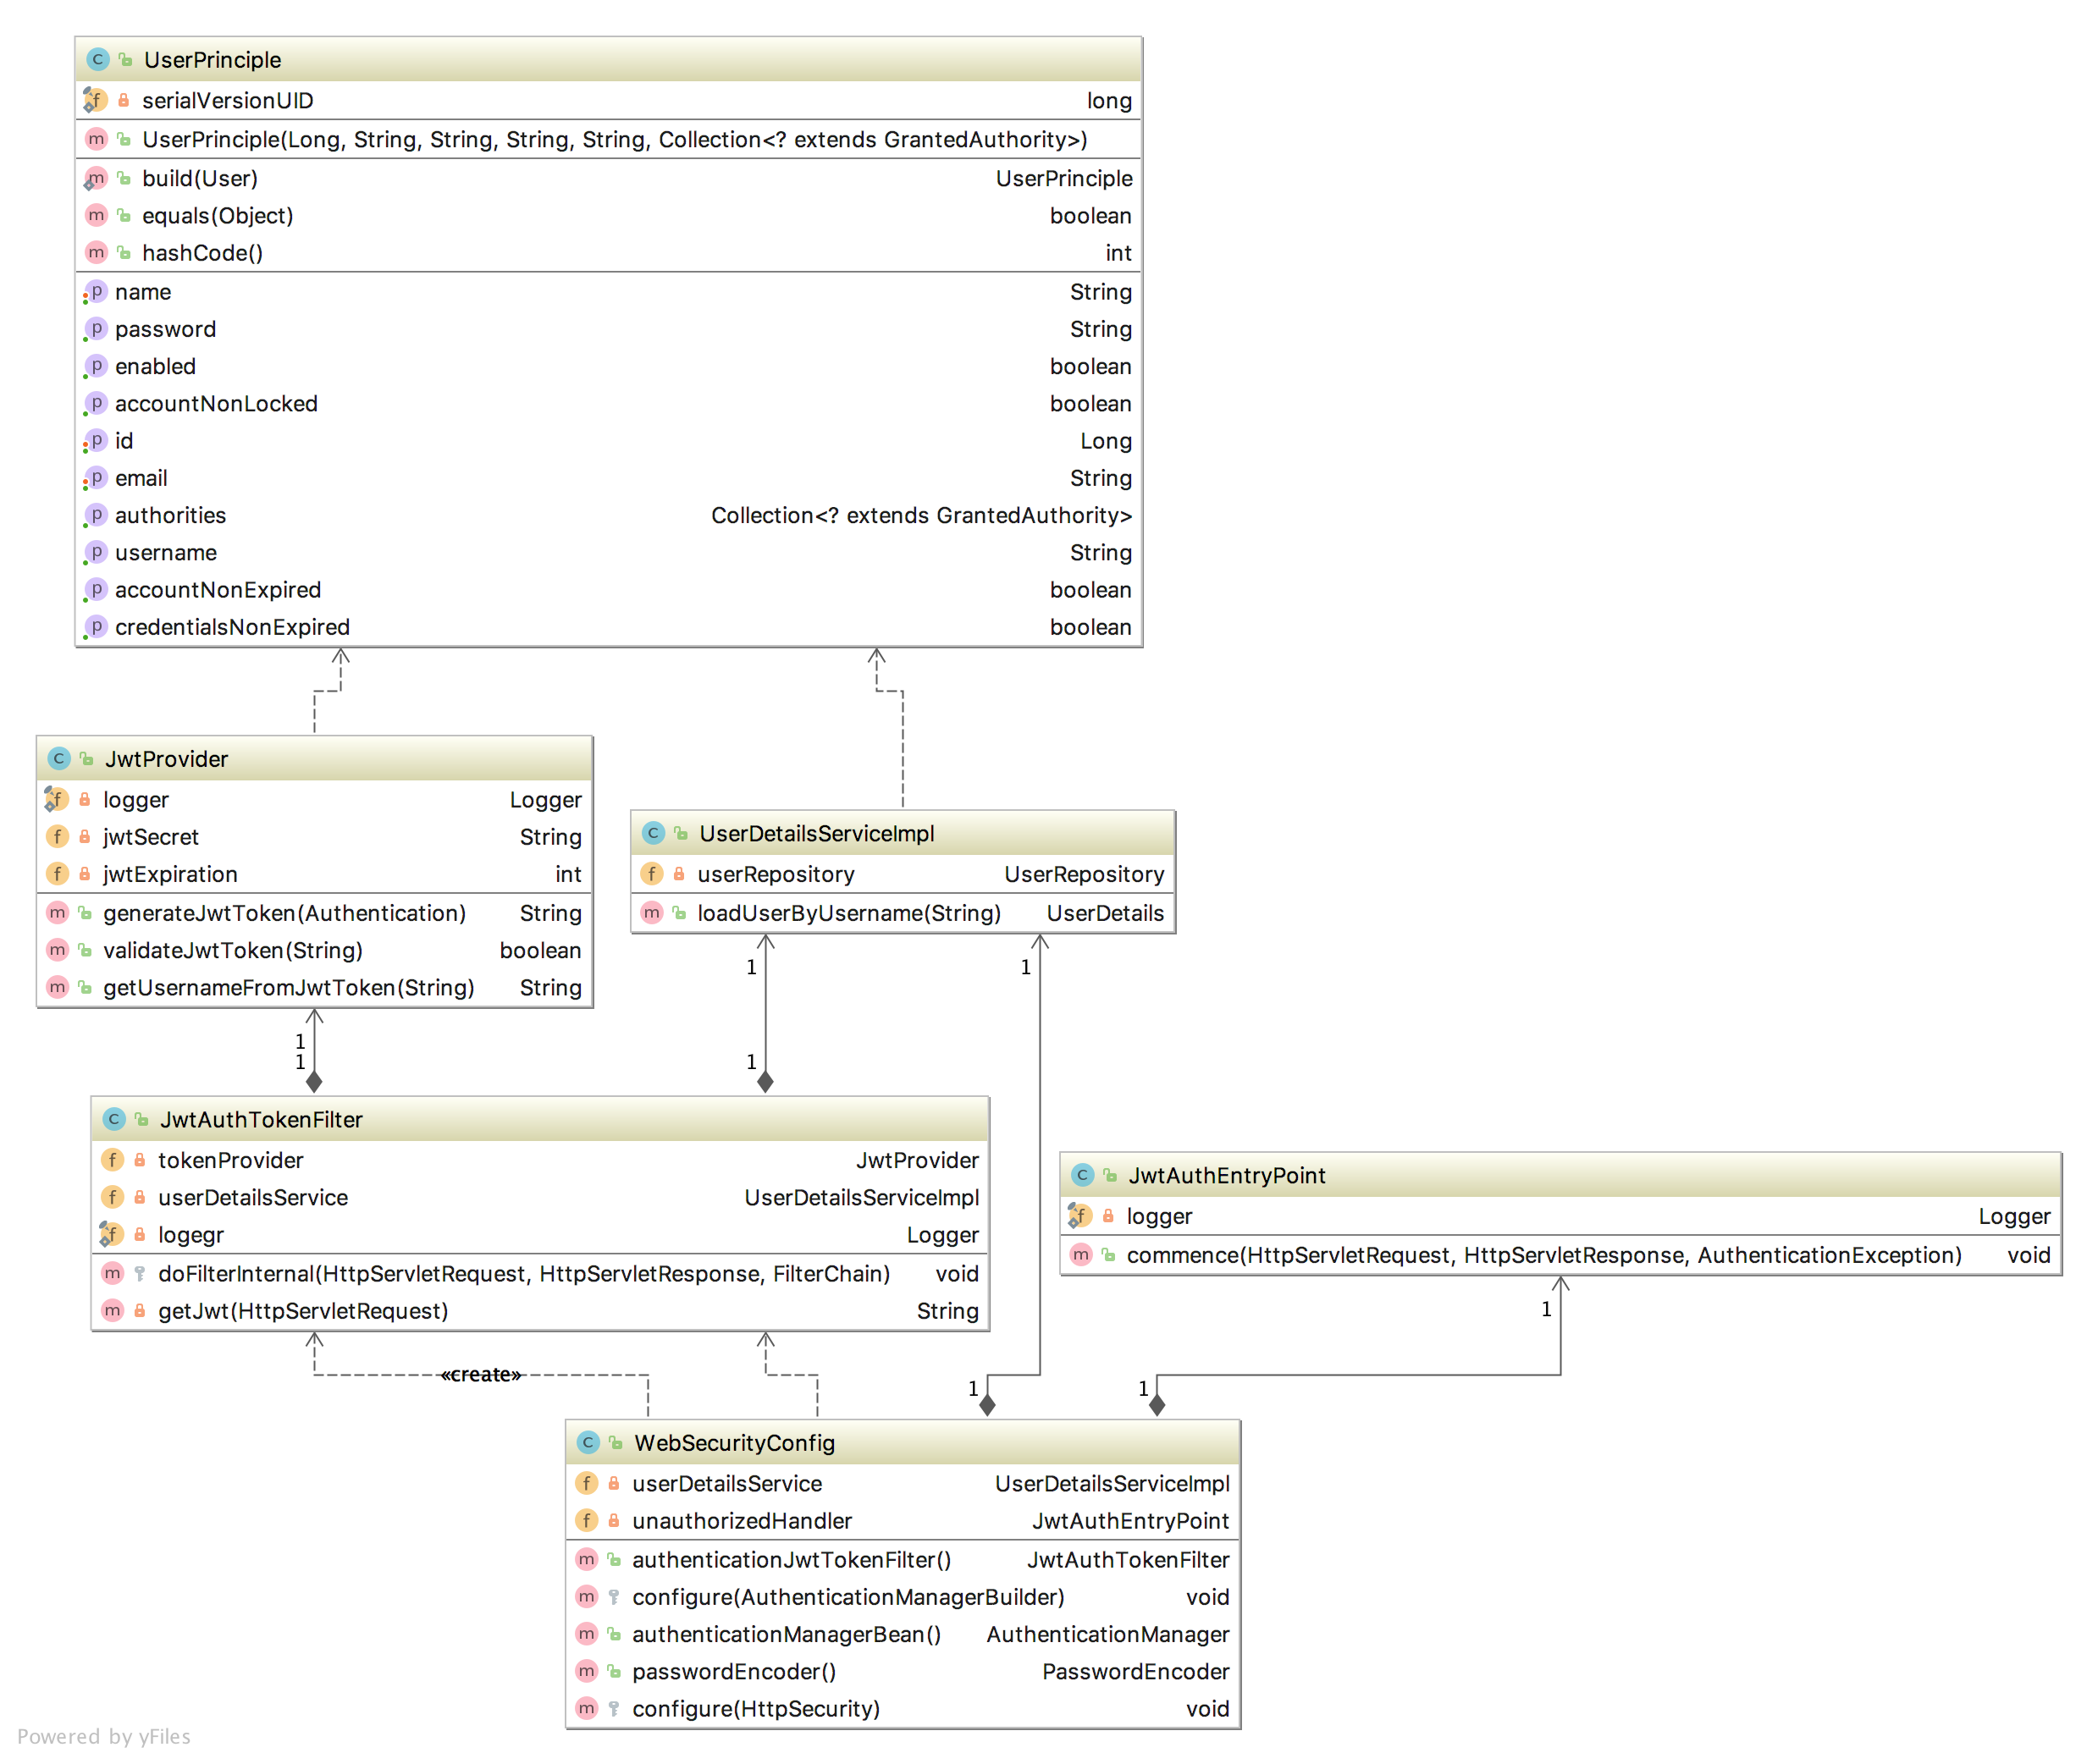 UserPrinciple
serialVersionUID long
UserPrinciple(Long, String, String, String, String, Collection<? extends GrantedAuthority>)
build(User) UserPrinciple
equals(Object) boolean
hashCode() int
name String
password String
enabled boolean
accountNonLocked boolean
id Long
email String
authorities Collection<? extends GrantedAuthority>
username String
accountNonExpired boolean
credentialsNonExpired boolean
JwtProvider
logger Logger
jwtSecret String
jwtExpiration int
generateJwtToken(Authentication) String
validateJwtToken(String) boolean
getUsernameFromJwtToken(String) String
UserDetailsServiceImpl
userRepository UserRepository
loadUserByUsername(String) UserDetails
1
1
1
1
1
JwtAuthTokenFilter
tokenProvider JwtProvider
userDetailsService UserDetailsServiceImpl
logegr Logger
doFilterInternal(HttpServletRequest, HttpServletResponse, FilterChain) void
getJwt(HttpServletRequest) String
JwtAuthEntryPoint
logger Logger
commence(HttpServletRequest, HttpServletResponse, AuthenticationException) void
1
«create»
1
1
WebSecurityConfig
userDetailsService UserDetailsServiceImpl
unauthorizedHandler JwtAuthEntryPoint
authenticationJwtTokenFilter() JwtAuthTokenFilter
configure(AuthenticationManagerBuilder) void
authenticationManagerBean() AuthenticationManager
passwordEncoder() PasswordEncoder
configure(HttpSecurity) void
Powered by yFiles